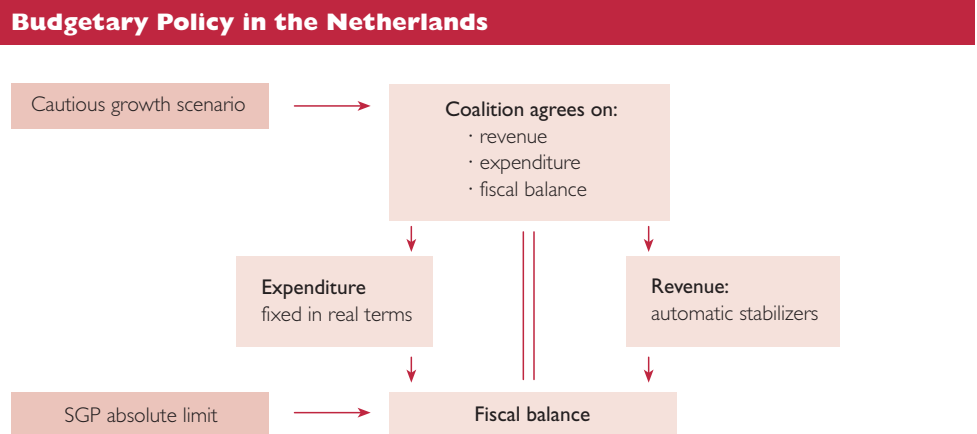 Budgetary Policy in the Netherlands
Cautious growth scenario
Coalition agrees on:
· revenue
· expenditure
· fiscal balance
Expenditure
fixed in real terms
Revenue:
automatic stabilizers
SGP absolute limit
Fiscal balance